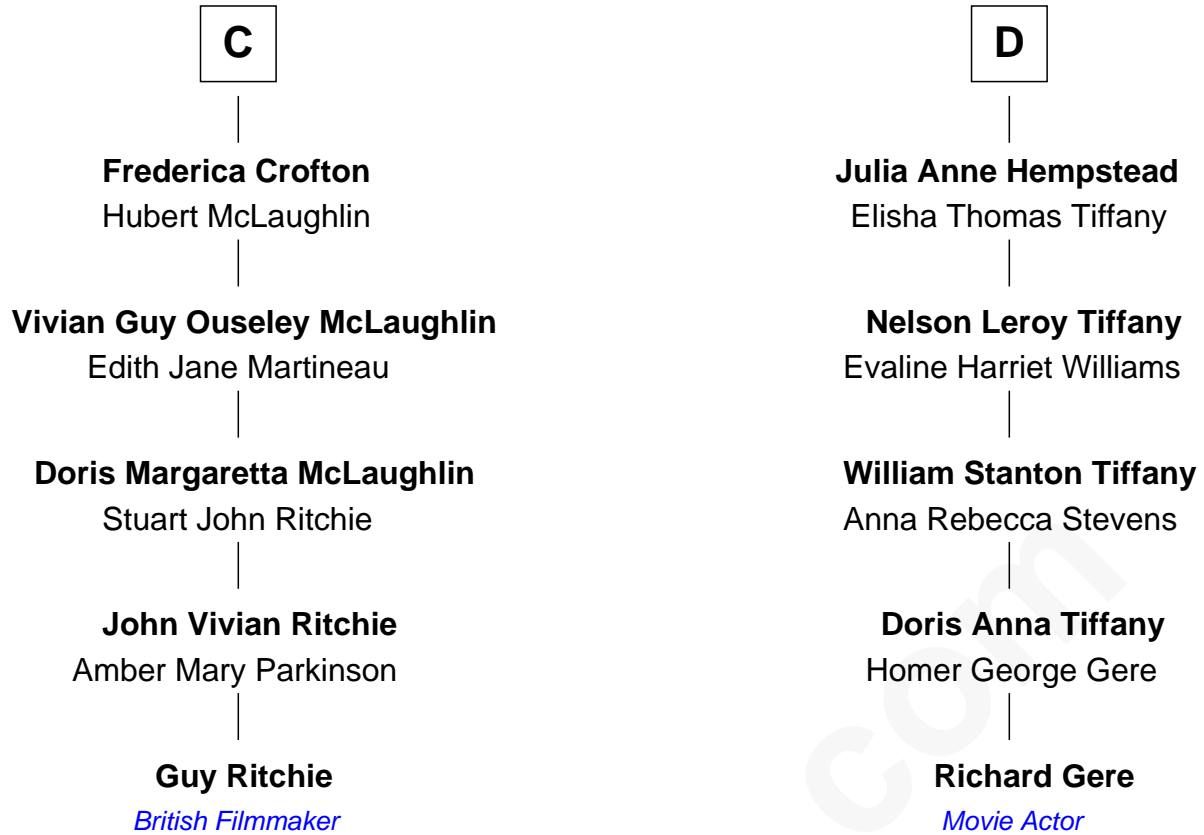 C
Frederica Crofton
Hubert McLaughlin
Vivian Guy Ouseley McLaughlin
Edith Jane Martineau
Doris Margaretta McLaughlin
Stuart John Ritchie
John Vivian Ritchie
Amber Mary Parkinson
Guy Ritchie
British Filmmaker
D
Julia Anne Hempstead
Elisha Thomas Tiffany
Nelson Leroy Tiffany
Evaline Harriet Williams
William Stanton Tiffany
Anna Rebecca Stevens
Doris Anna Tiffany
Homer George Gere
Richard Gere
Movie Actor
com